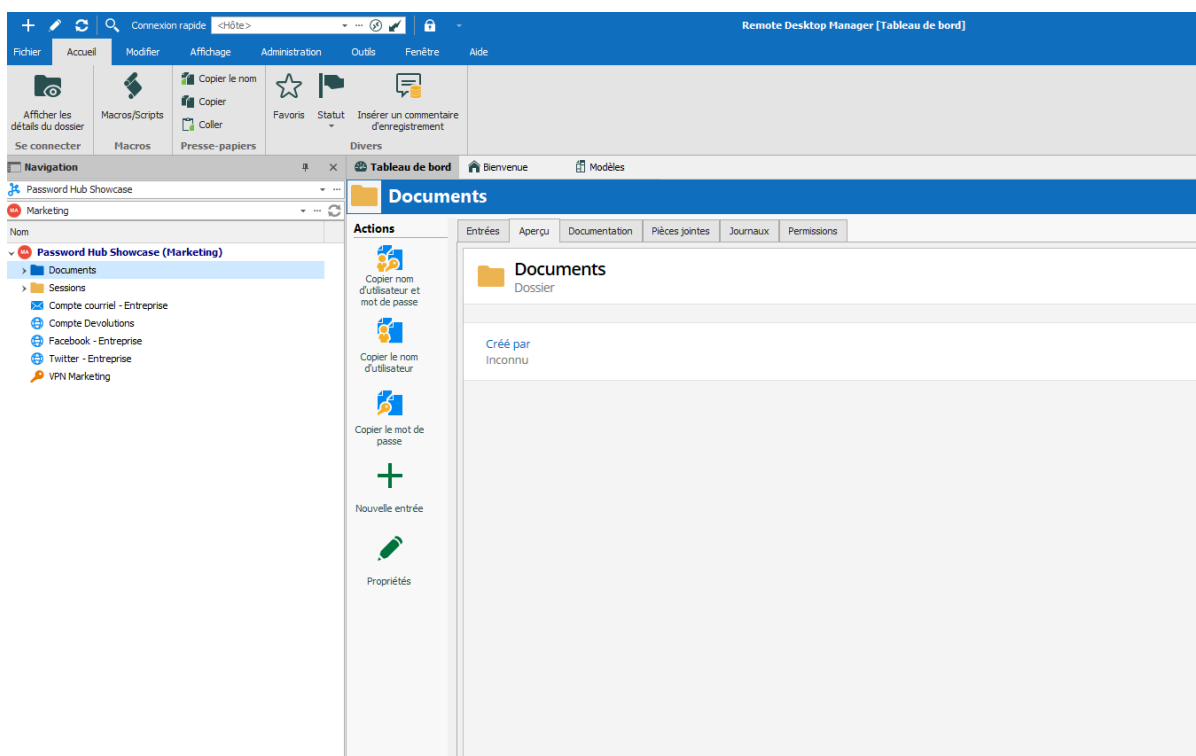 Connexion rapide <Hôte>
Remote Desktop Manager [Tableau de bord]
Fichier Accueil Modifier Affichage Administration Outils Fenêtre Aide
Afficher les
détails du dossier
Macros/Scripts
Copier le nom
Copier
Coller
Favoris
Statut
Insérer un commentaire
d'enregistrement
Se connecter Macros Presse-papiers Divers
Navigation
Password Hub Showcase
MA Marketing
Nom
MA Password Hub Showcase (Marketing)
Documents
Sessions
Compte courriel - Entreprise
Compte Devolutions
Facebook - Entreprise
Twitter - Entreprise
VPN Marketing
Tableau de bord Bienvenue Modèles
Documents
Actions
Copier nom
d'utilisateur et
mot de passe
Copier le nom
d'utilisateur
Copier le mot de
passe
Nouvelle entrée
Propriétés
Entrées Aperçu Documentation Pièces jointes Journaux Permissions
Documents
Dossier
Créé par
Inconnu